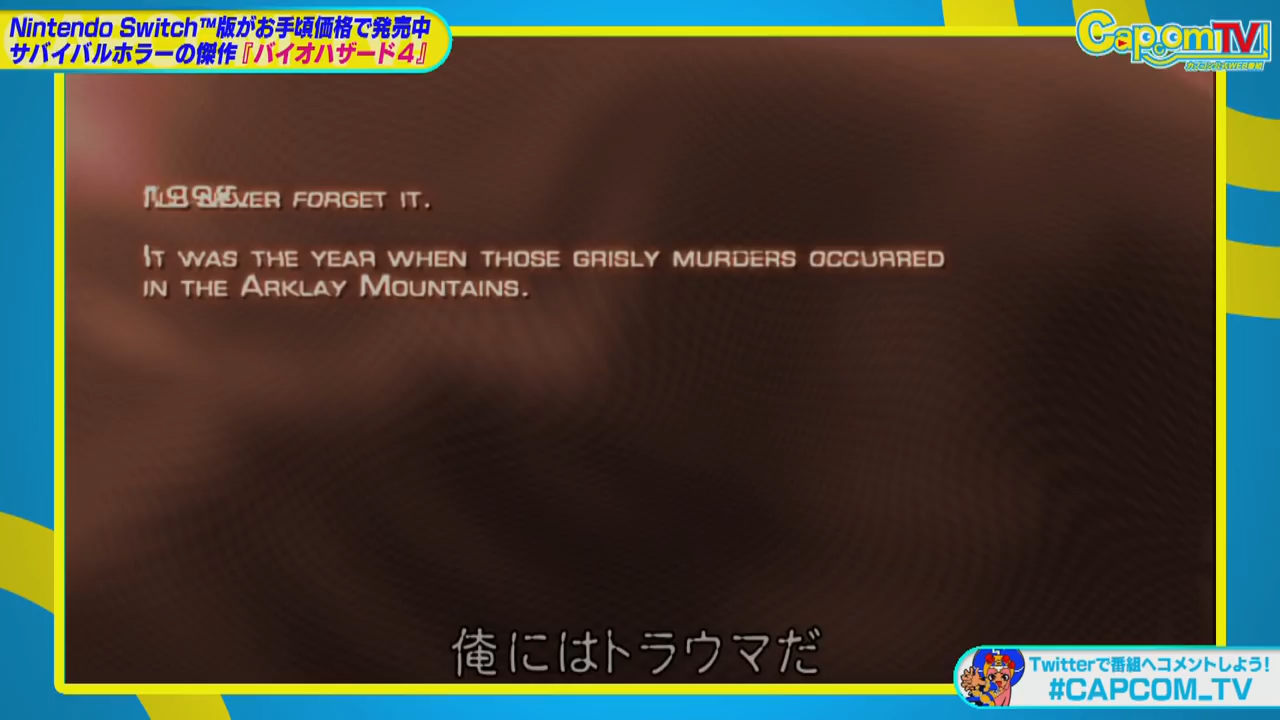 Nintendo Switch™版がお手頃価格で発売中
サバイバルホラーの傑作『バイオハザード4』
CapcomTV!
NEVER FORGET IT.
IT WAS THE YEAR WHEN THOSE GRISLY MURDERS OCCURRED
IN THE ARKLAY MOUNTAINS.
俺にはトラウマだ
Twitterで番組へコメントしよう!
#CAPCOM_TV